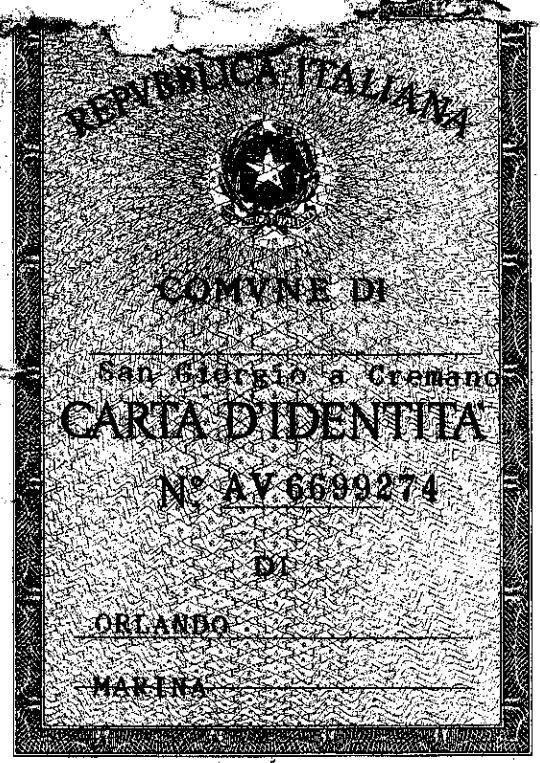 REPVBBLICA ITALIANA
COMVNE DI
San Giorgio a Cremano
CARTA D'IDENTITA'
N° AV 6699274
DI
ORLANDO
MARINA